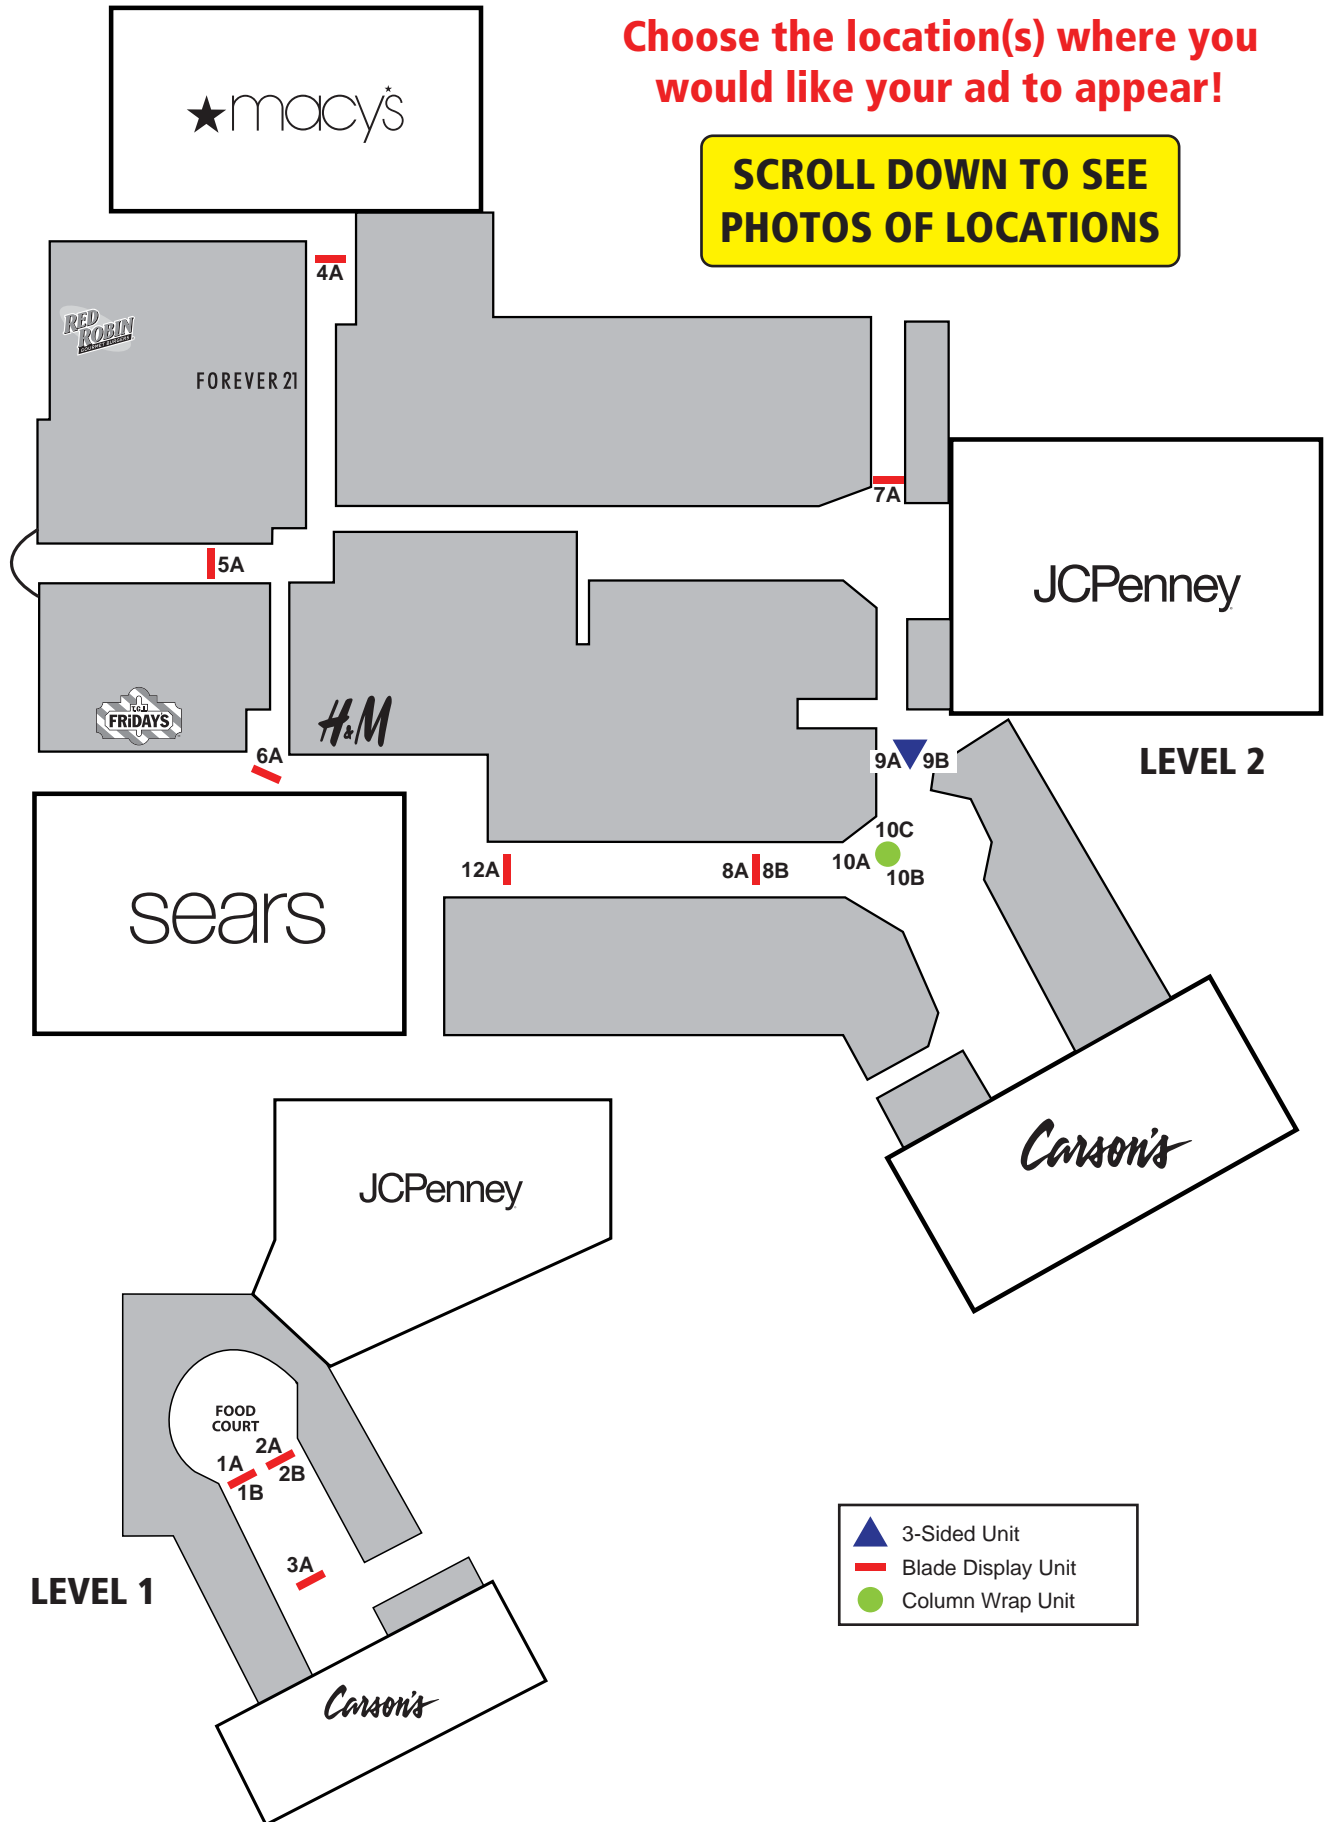 Choose the location(s) where you
would like your ad to appear!
SCROLL DOWN TO SEE
PHOTOS OF LOCATIONS
macy's
4A
RED
ROBIN
GOURMET BURGERS
FOREVER 21
7A
5A
JCPenney
T.G.I.
FRiDAY'S
H&M
6A
9A 9B
LEVEL 2
10C
10A
10B
12A
8A 8B
sears
Carson's
JCPenney
FOOD
COURT
2A
1A
2B
1B
3A
LEVEL 1
Carson's
3-Sided Unit
Blade Display Unit
Column Wrap Unit